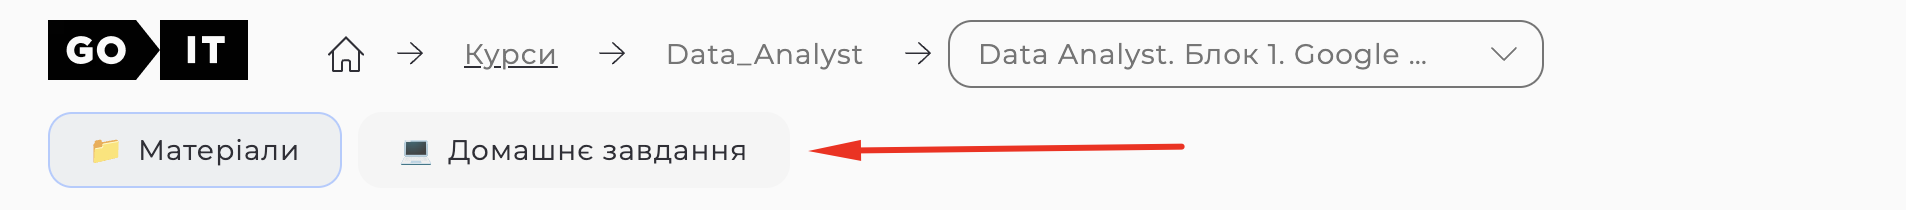 GO IT Курси Data_Analyst Data Analyst. Блок 1. Google ...
Матеріали Домашнє завдання